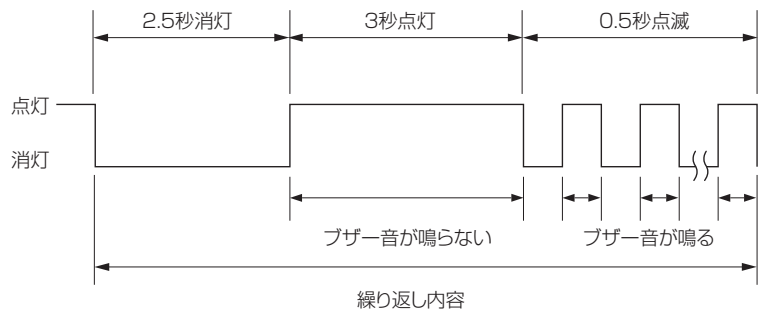 2.5秒消灯
3秒点灯
0.5秒点滅
点灯
消灯
ブザー音が鳴らない
ブザー音が鳴る
繰り返し内容